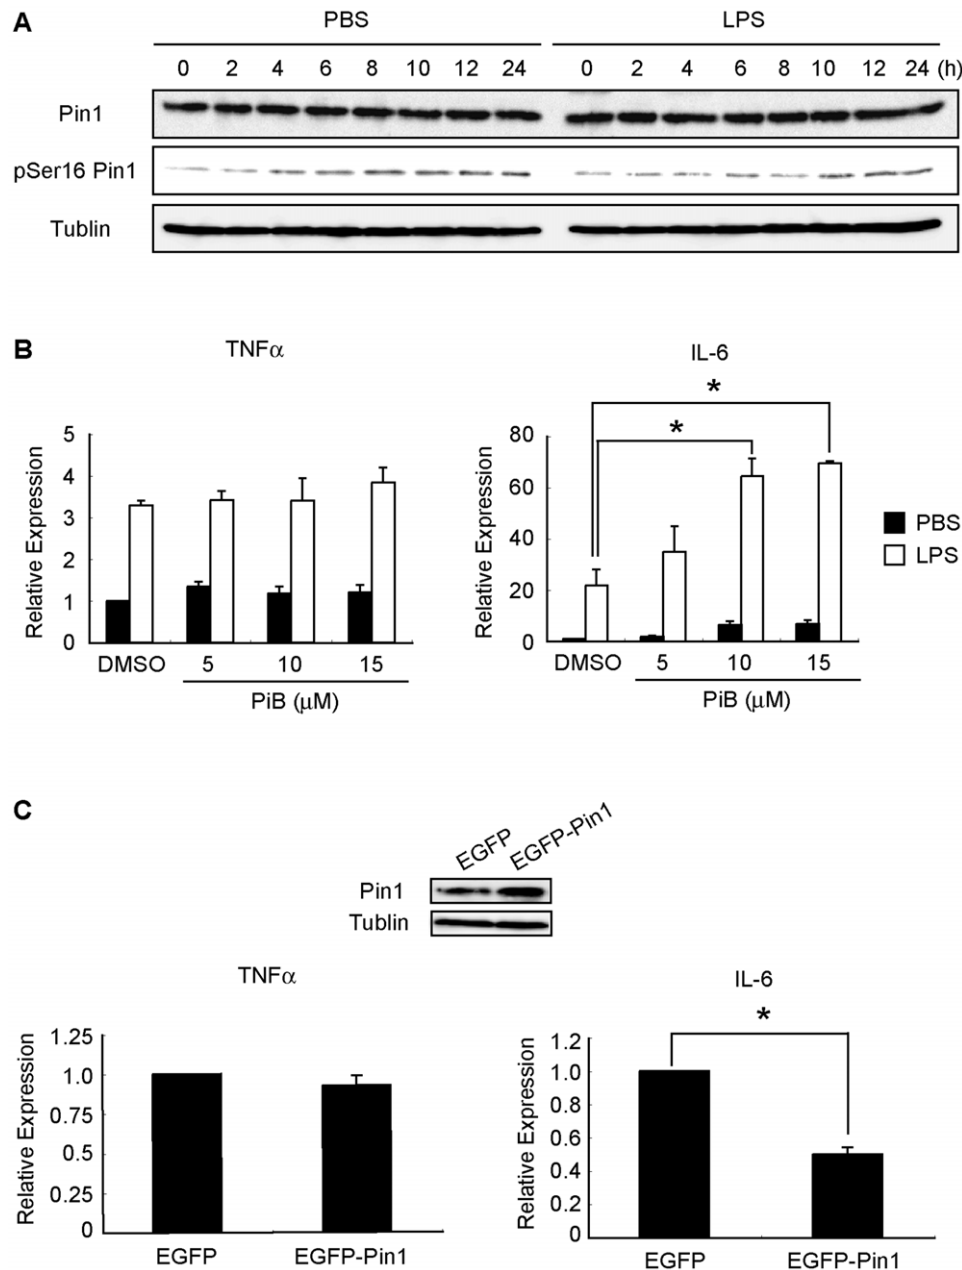 A
PBS LPS
0 2 4 6 8 10 12 24 0 2 4 6 8 10 12 24 (h)
Pin1
pSer16 Pin1
Tublin
B
TNFα
IL-6
*
*
Relative Expression
5
4
3
2
1
0
DMSO 5 10 15
PiB (μM)
Relative Expression
80
60
40
20
0
DMSO 5 10 15
PiB (μM)
PBS
LPS
C
EGFP
EGFP-Pin1
Pin1
Tublin
TNFα
Relative Expression
1.25
1.0
0.75
0.5
0.25
0
EGFP EGFP-Pin1
IL-6
*
Relative Expression
1.2
1.0
0.8
0.6
0.4
0.2
0
EGFP EGFP-Pin1